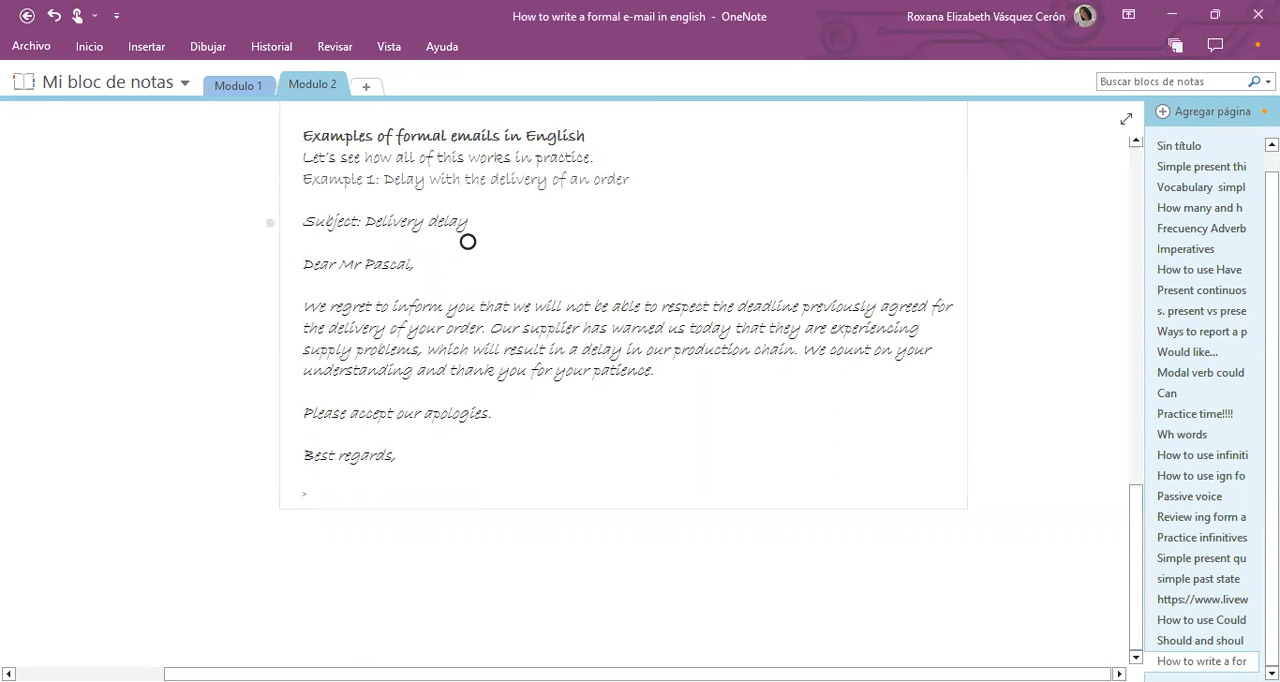 How to write a formal e-mail in english - OneNote
Roxana Elizabeth Vásquez Cerón
Archivo Inicio Insertar Dibujar Historial Revisar Vista Ayuda
Mi bloc de notas
Modulo 1
Modulo 2
+
Buscar blocs de notas
Agregar página
Examples of formal emails in English
Let's see how all of this works in practice.
Example 1: Delay with the delivery of an order
Subject: Delivery delay
Dear Mr Pascal,
We regret to inform you that we will not be able to respect the deadline previously agreed for
the delivery of your order. Our supplier has warned us today that they are experiencing
supply problems, which will result in a delay in our production chain. We count on your
understanding and thank you for your patience.
Please accept our apologies.
Best regards,
>
Sin título
Simple present thi
Vocabulary simpl
How many and h
Frecuency Adverb
Imperatives
How to use Have
Present continuos
s. present vs prese
Ways to report a p
Would like...
Modal verb could
Can
Practice time!!!!
Wh words
How to use infiniti
How to use ign fo
Passive voice
Review ing form a
Practice infinitives
Simple present qu
simple past state
https://www.livew
How to use Could
Should and shoul
How to write a for